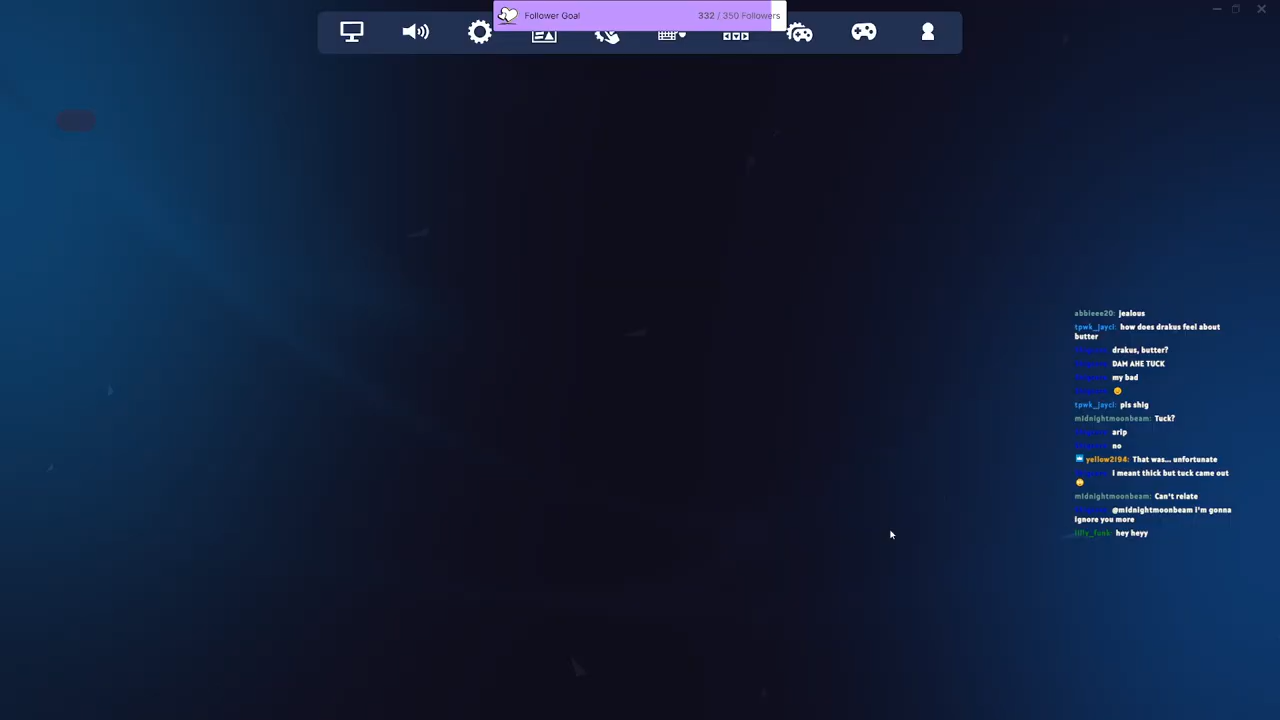 Follower Goal 332 / 350 Followers
abbieee20: jealous
tpwk_jaycl: how does drakus feel about
butter
drakus, butter?
DAM AHE TUCK
my bad
tpwk_jaycl: pls shig
midnightmoonbeam: Tuck?
arip
no
yellow2194: That was... unfortunate
I meant thick but tuck came out
midnightmoonbeam: Can't relate
@midnightmoonbeam i'm gonna
ignore you more
lilly_funk: hey heyy